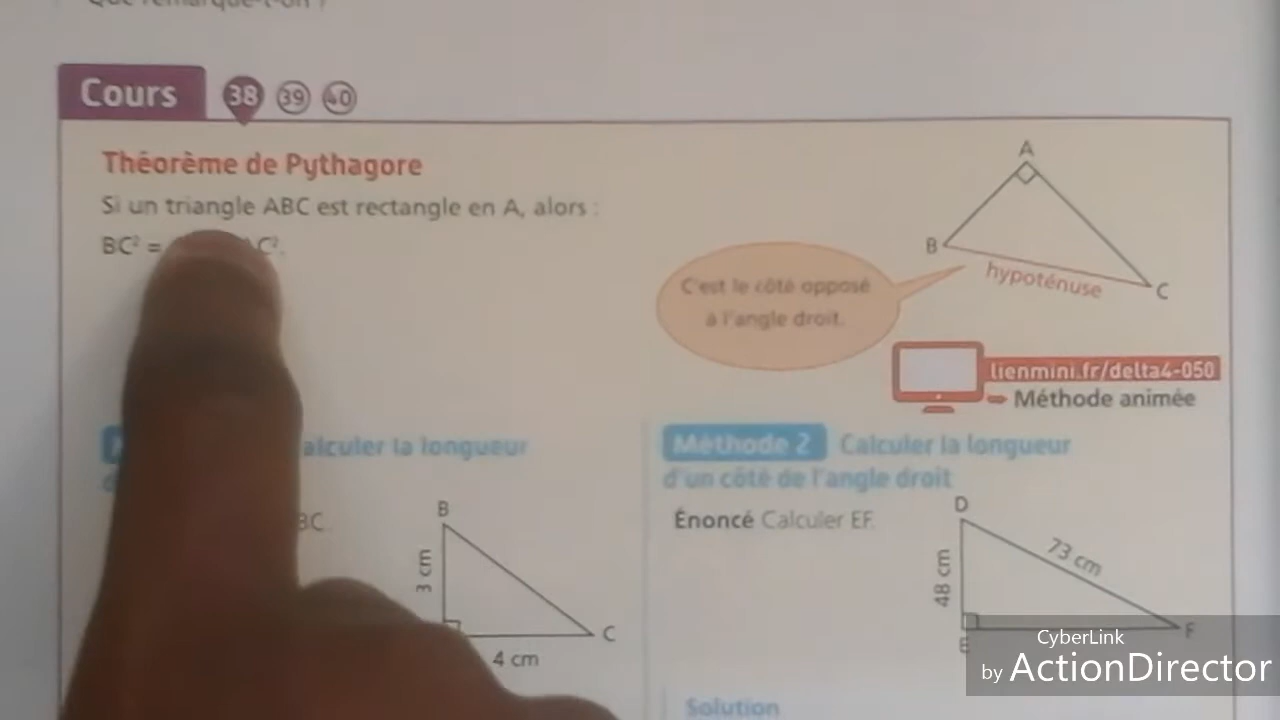 Cours 38 39 40
Théorème de Pythagore
Si un triangle ABC est rectangle en A, alors :
BC² =
A
B
C
hypoténuse
C'est le côté opposé
à l'angle droit.
lienmini.fr/delta4-050
Méthode animée
alculer la longueur
BC.
B
3 cm
C
4 cm
Méthode 2 Calculer la longueur
d'un côté de l'angle droit
Énoncé Calculer EF.
D
73 cm
48 cm
E
F
Solution
CyberLink
by ActionDirector